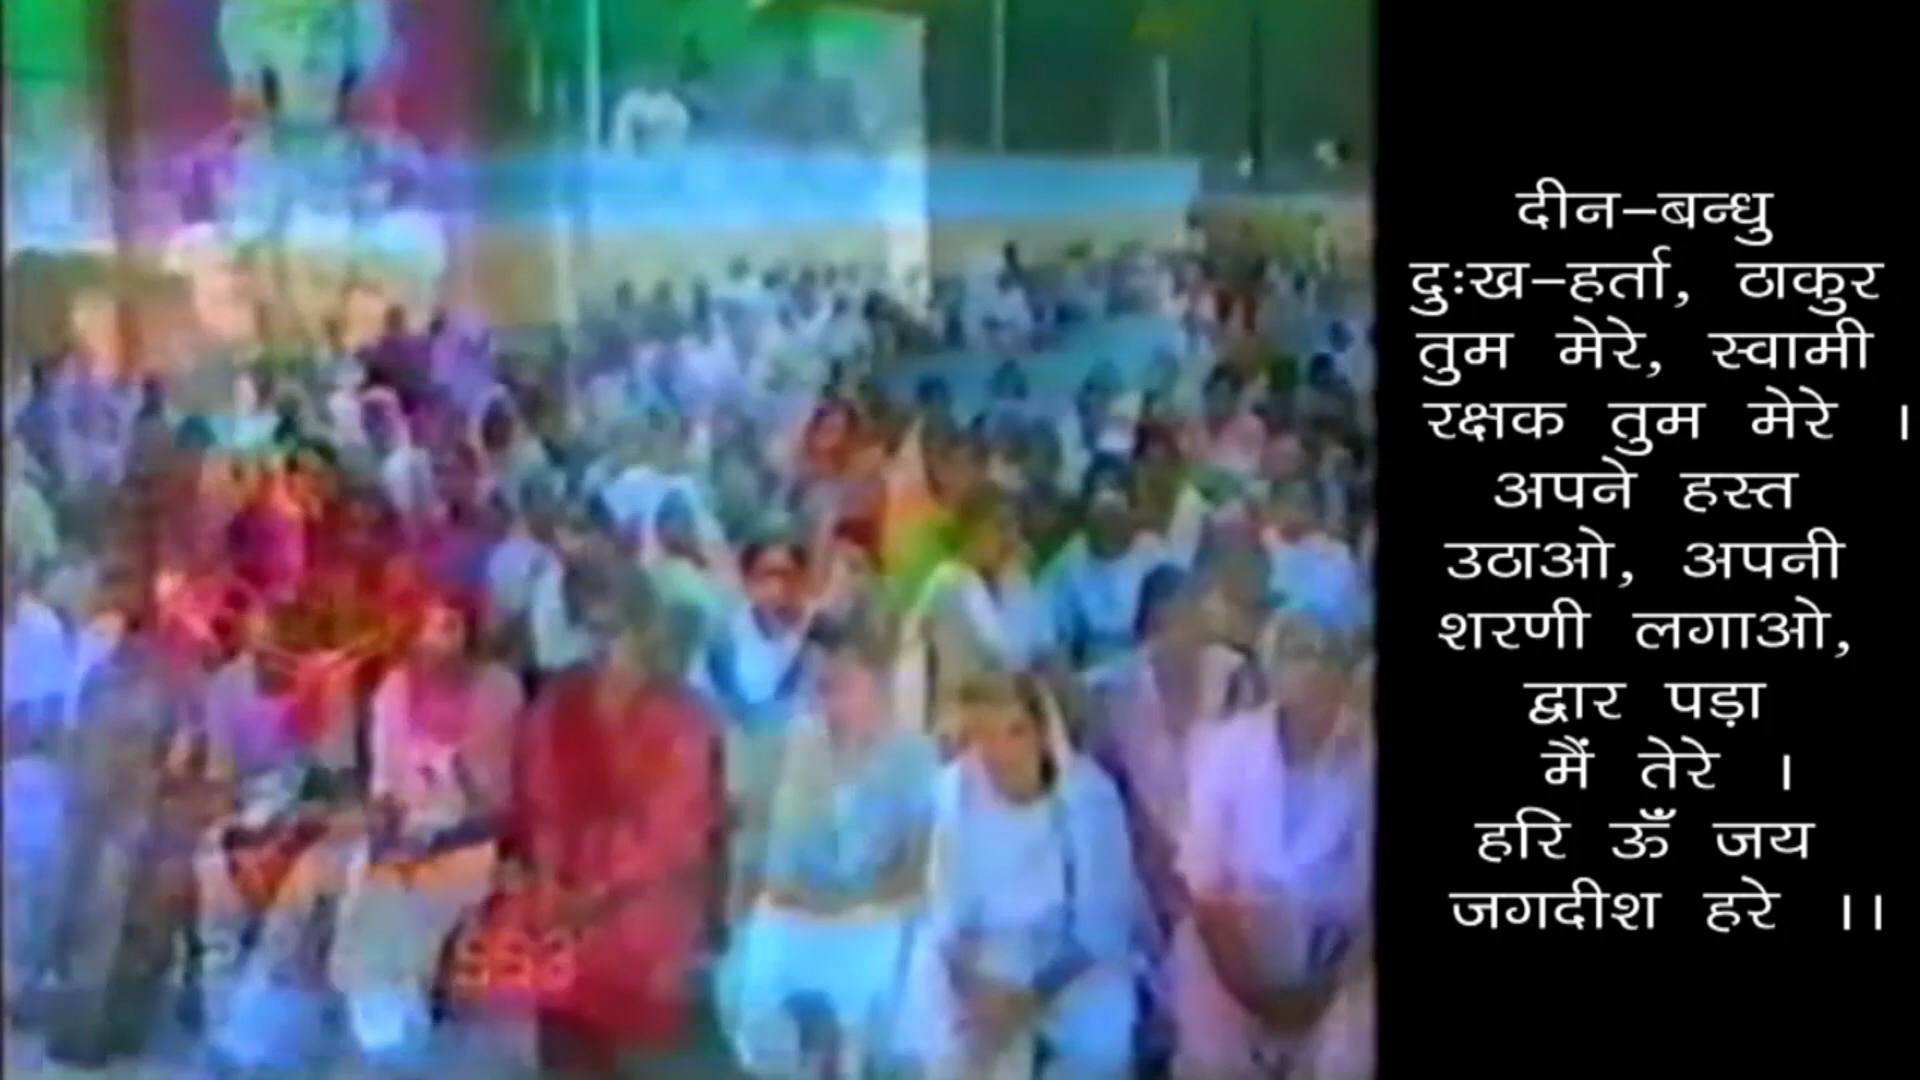 दीन–बन्धु
दुःख–हर्ता, ठाकुर
तुम मेरे, स्वामी
रक्षक तुम मेरे ।
अपने हस्त
उठाओ, अपनी
शरणी लगाओ,
द्वार पड़ा
मैं तेरे ।
हरि ऊँ जय
जगदीश हरे ।।